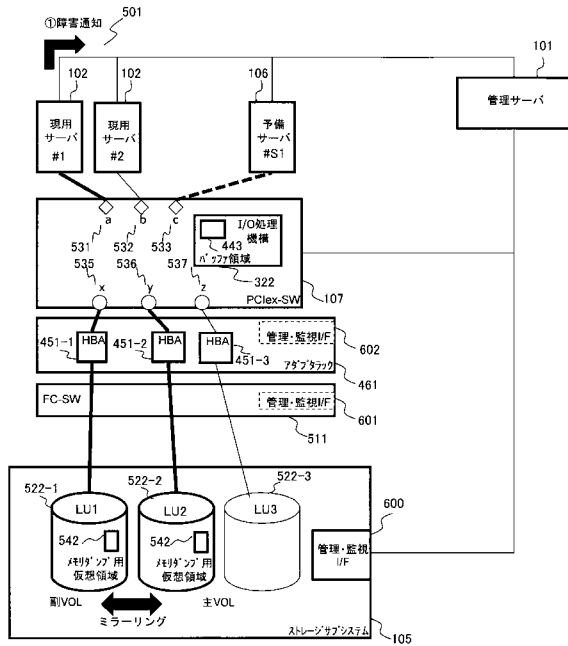 ①障害通知
501
102
102
106
101
現用
サーバ
#1
現用
サーバ
#2
予備
サーバ
#S1
管理サーバ
a
b
c
531
532
533
I/O処理
機構
443
バッファ領域
322
535
536
537
x
y
z
PCIex-SW
107
451-1
HBA
451-2
HBA
HBA
451-3
管理・監視I/F
602
アダプタラック
461
FC-SW
管理・監視I/F
601
511
522-1
522-2
522-3
LU1
LU2
LU3
600
542
542
メモリダンプ用
仮想領域
メモリダンプ用
仮想領域
管理・監視
I/F
副VOL
主VOL
ミラーリング
ストレージサブシステム
105